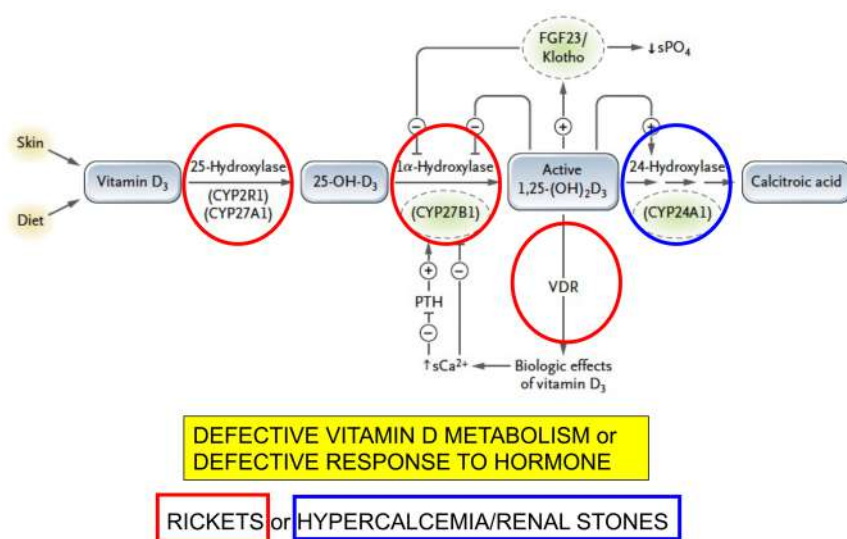 FGF23/
Klotho
↓sPO₄
Skin
Diet
Vitamin D₃
25-Hydroxylase
(CYP2R1)
(CYP27A1)
25-OH-D₃
1α-Hydroxylase
(CYP27B1)
Active
1,25-(OH)₂D₃
24-Hydroxylase
(CYP24A1)
Calcitroic acid
−
−
+
+
+
−
PTH
−
VDR
↑sCa²⁺
Biologic effects
of vitamin D₃
DEFECTIVE VITAMIN D METABOLISM or
DEFECTIVE RESPONSE TO HORMONE
RICKETS or HYPERCALCEMIA/RENAL STONES